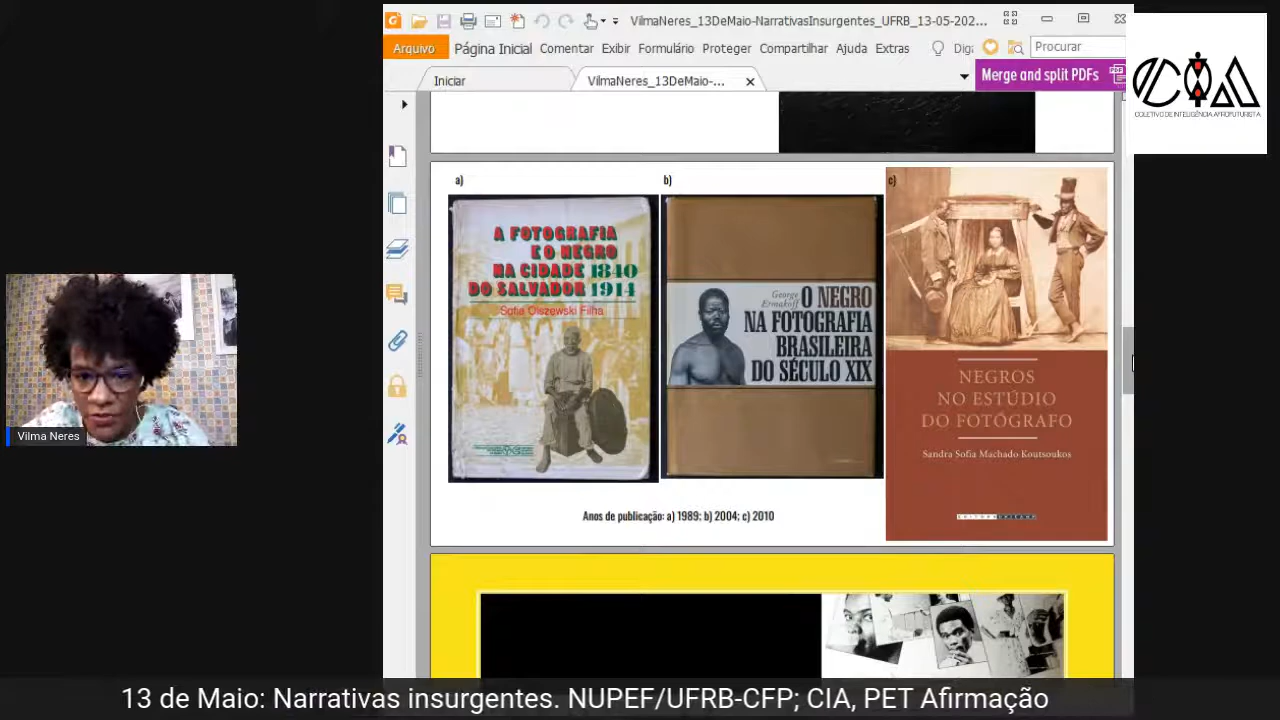 VilmaNeres_13DeMaio-NarrativasInsurgentes_UFRB_13-05-202...
Arquivo
Página Inicial
Comentar
Exibir
Formulário
Proteger
Compartilhar
Ajuda
Extras
Procurar
Iniciar
VilmaNeres_13DeMaio-...
Merge and split PDFs
CIA
COLETIVO DE INTELIGÊNCIA AFROFUTURISTA
a)
b)
c)
A FOTOGRAFIA
E O NEGRO
NA CIDADE 1840
DO SALVADOR 1914
Sofia Olszewski Filha
George
Ermakoff
O NEGRO
NA FOTOGRAFIA
BRASILEIRA
DO SÉCULO XIX
NEGROS
NO ESTÚDIO
DO FOTÓGRAFO
Sandra Sofia Machado Koutsoukos
Anos de publicação: a) 1989; b) 2004; c) 2010
Vilma Neres
13 de Maio: Narrativas insurgentes. NUPEF/UFRB-CFP; CIA, PET Afirmação